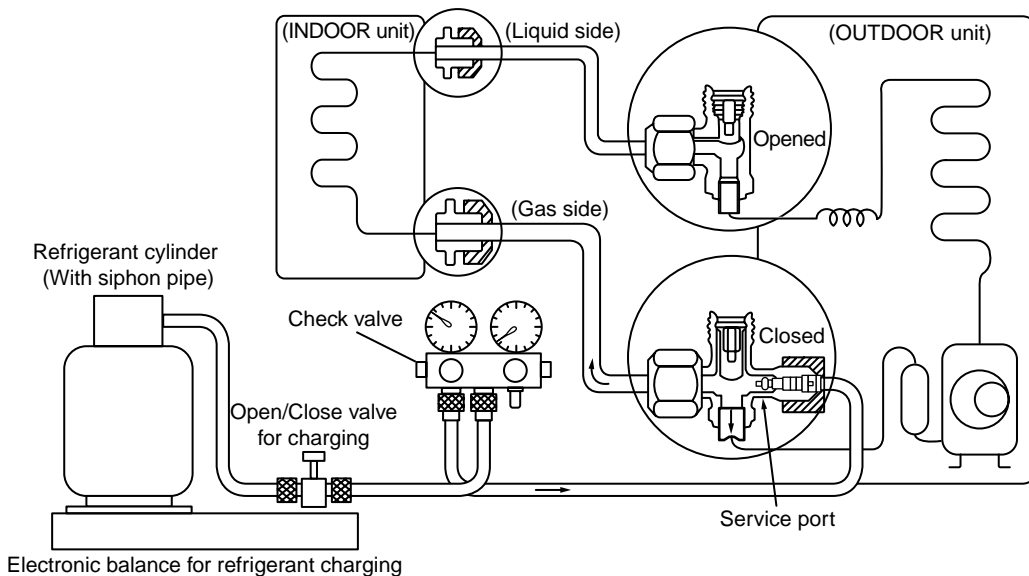 (INDOOR unit)
(Liquid side)
(OUTDOOR unit)
Opened
(Gas side)
Refrigerant cylinder
(With siphon pipe)
Check valve
Closed
Open/Close valve
for charging
Service port
Electronic balance for refrigerant charging